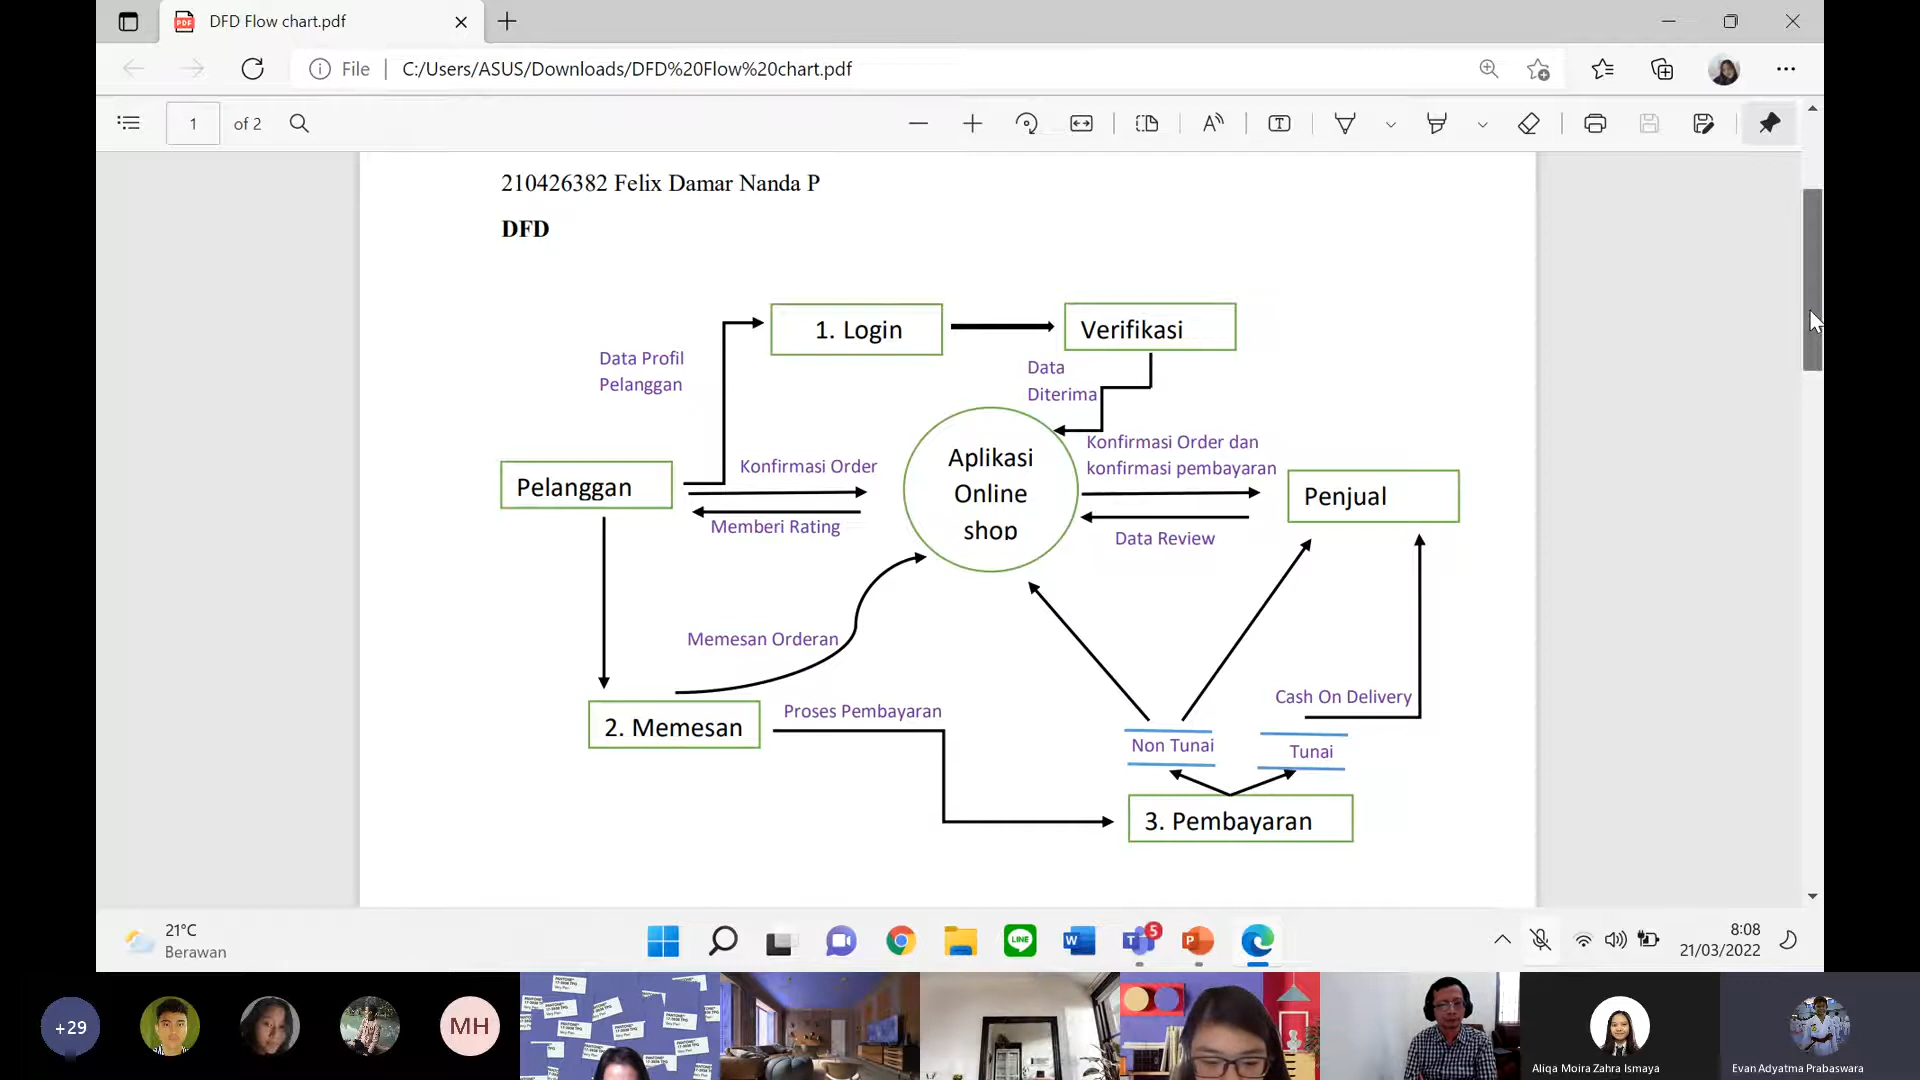 DFD Flow chart.pdf
File
C:/Users/ASUS/Downloads/DFD%20Flow%20chart.pdf
1
of 2
210426382 Felix Damar Nanda P
DFD
1. Login
Verifikasi
Data Profil
Pelanggan
Data
Diterima
Aplikasi
Online
shop
Konfirmasi Order dan
konfirmasi pembayaran
Pelanggan
Konfirmasi Order
Memberi Rating
Penjual
Data Review
Memesan Orderan
2. Memesan
Proses Pembayaran
Cash On Delivery
Non Tunai
Tunai
3. Pembayaran
21°C
Berawan
LINE
5
8:08
21/03/2022
+29
MH
Aliqa Moira Zahra Ismaya
Evan Adyatma Prabaswara